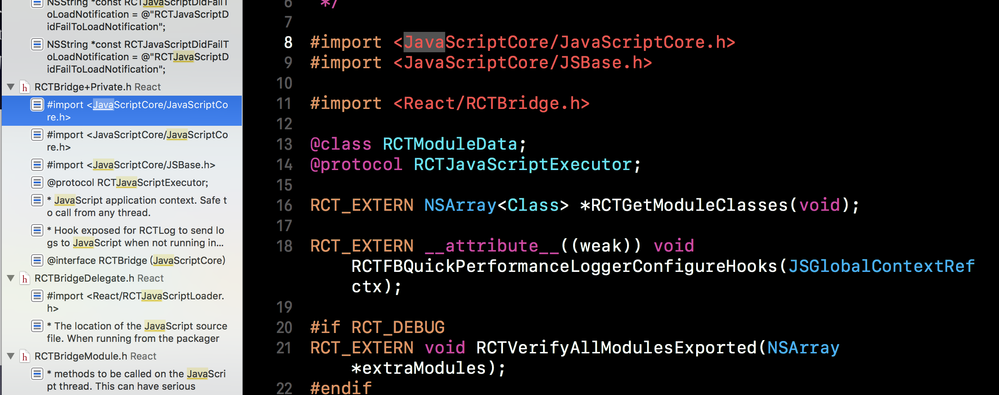 NSString *const RCTJavaScriptDidFailT
oLoadNotification = @"RCTJavaScriptD
idFailToLoadNotification";
NSString *const RCTJavaScriptDidFailT
oLoadNotification = @"RCTJavaScriptD
idFailToLoadNotification";
RCTBridge+Private.h React
#import <JavaScriptCore/JavaScriptCo
re.h>
#import <JavaScriptCore/JavaScriptCo
re.h>
#import <JavaScriptCore/JSBase.h>
@protocol RCTJavaScriptExecutor;
* JavaScript application context. Safe t
o call from any thread.
* Hook exposed for RCTLog to send lo
gs to JavaScript when not running in...
@interface RCTBridge (JavaScriptCore)
RCTBridgeDelegate.h React
#import <React/RCTJavaScriptLoader.
h>
* The location of the JavaScript source
file. When running from the packager
RCTBridgeModule.h React
* methods to be called on the JavaScri
pt thread. This can have serious
6 */
7
8 #import <JavaScriptCore/JavaScriptCore.h>
9 #import <JavaScriptCore/JSBase.h>
10
11 #import <React/RCTBridge.h>
12
13 @class RCTModuleData;
14 @protocol RCTJavaScriptExecutor;
15
16 RCT_EXTERN NSArray<Class> *RCTGetModuleClasses(void);
17
18 RCT_EXTERN __attribute__((weak)) void
RCTFBQuickPerformanceLoggerConfigureHooks(JSGlobalContextRef
ctx);
19
20 #if RCT_DEBUG
21 RCT_EXTERN void RCTVerifyAllModulesExported(NSArray
*extraModules);
22 #endif